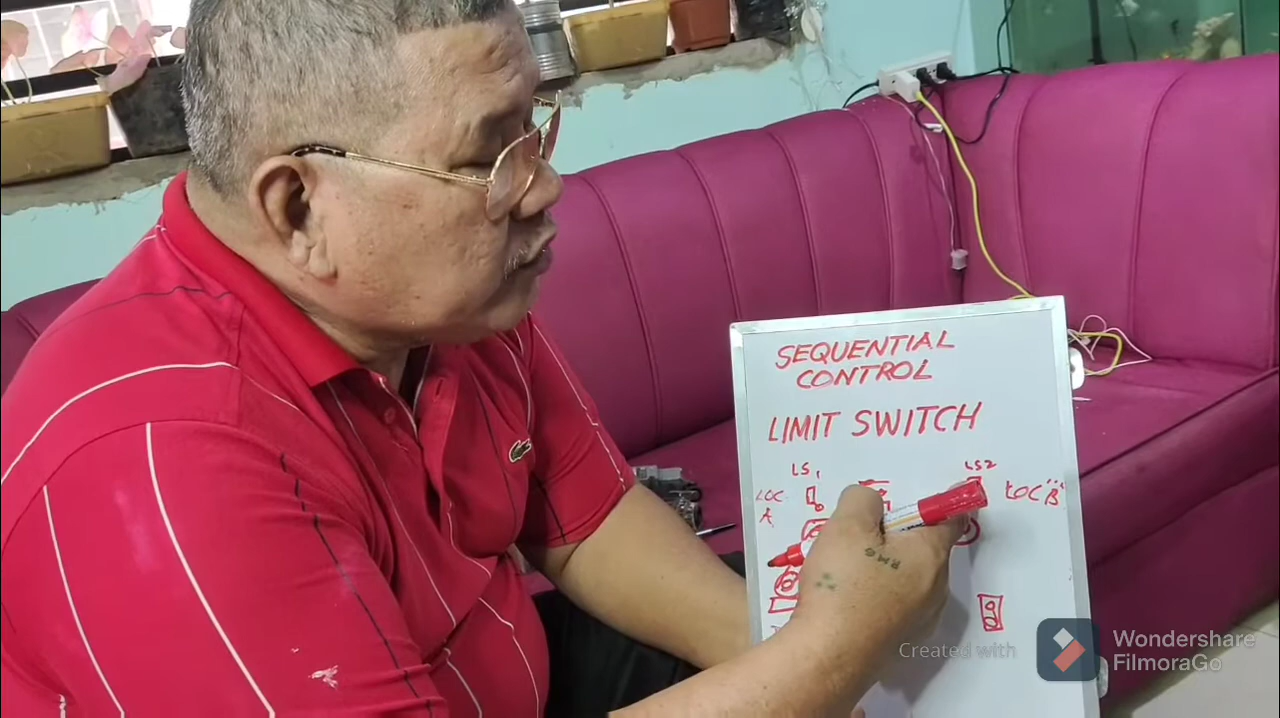 SEQUENTIAL
CONTROL
LIMIT SWITCH
LS1
LS2
LOC
A
LOC "B"
Created with
Wondershare
FilmoraGo